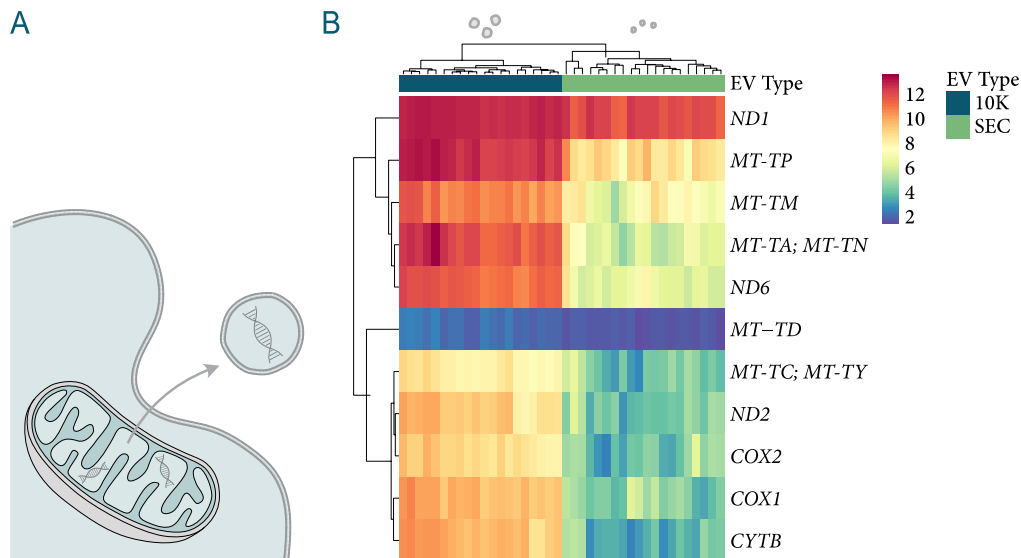 A
B
EV Type
ND1
MT-TP
MT-TM
MT-TA; MT-TN
ND6
MT−TD
MT-TC; MT-TY
ND2
COX2
COX1
CYTB
12
10
8
6
4
2
EV Type
10K
SEC